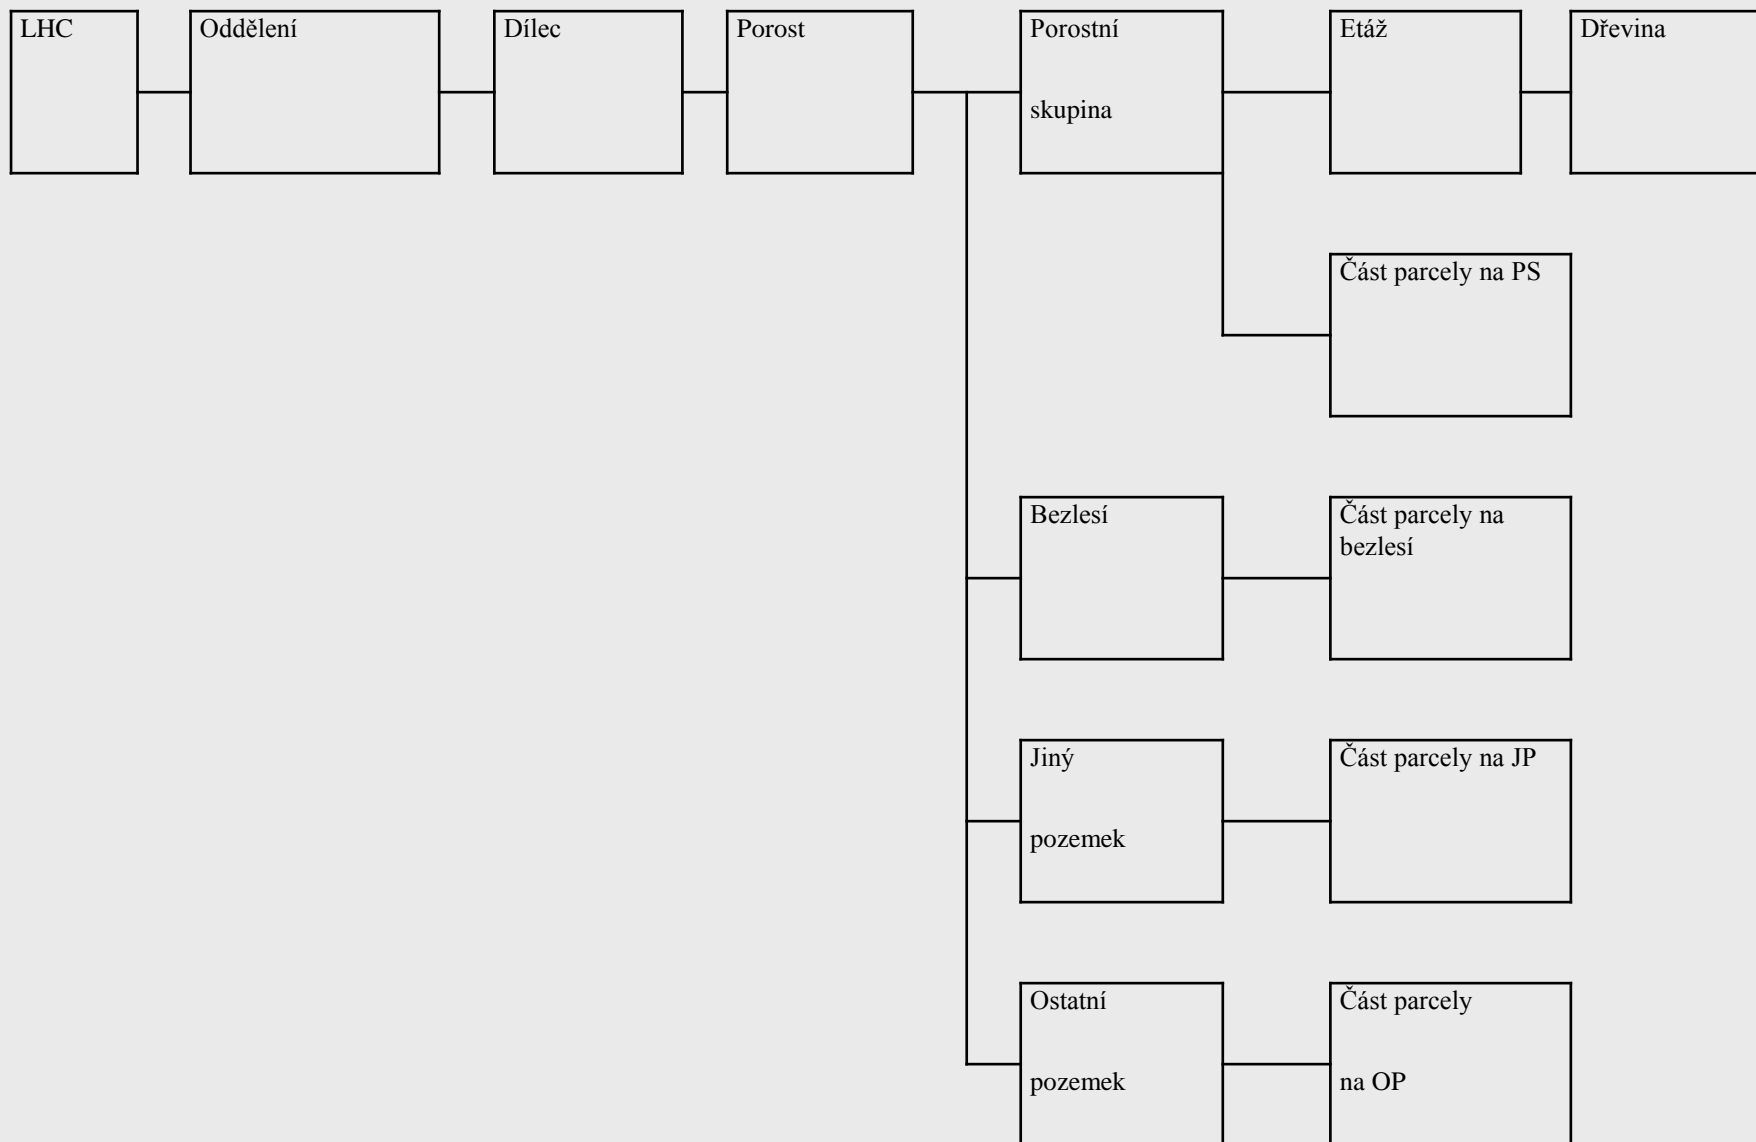 LHC
Oddělení
Dílec
Porost
Porostní
skupina
Etáž
Dřevina
Část parcely na PS
Bezlesí
Část parcely na
bezlesí
Jiný
pozemek
Část parcely na JP
Ostatní
pozemek
Část parcely
na OP